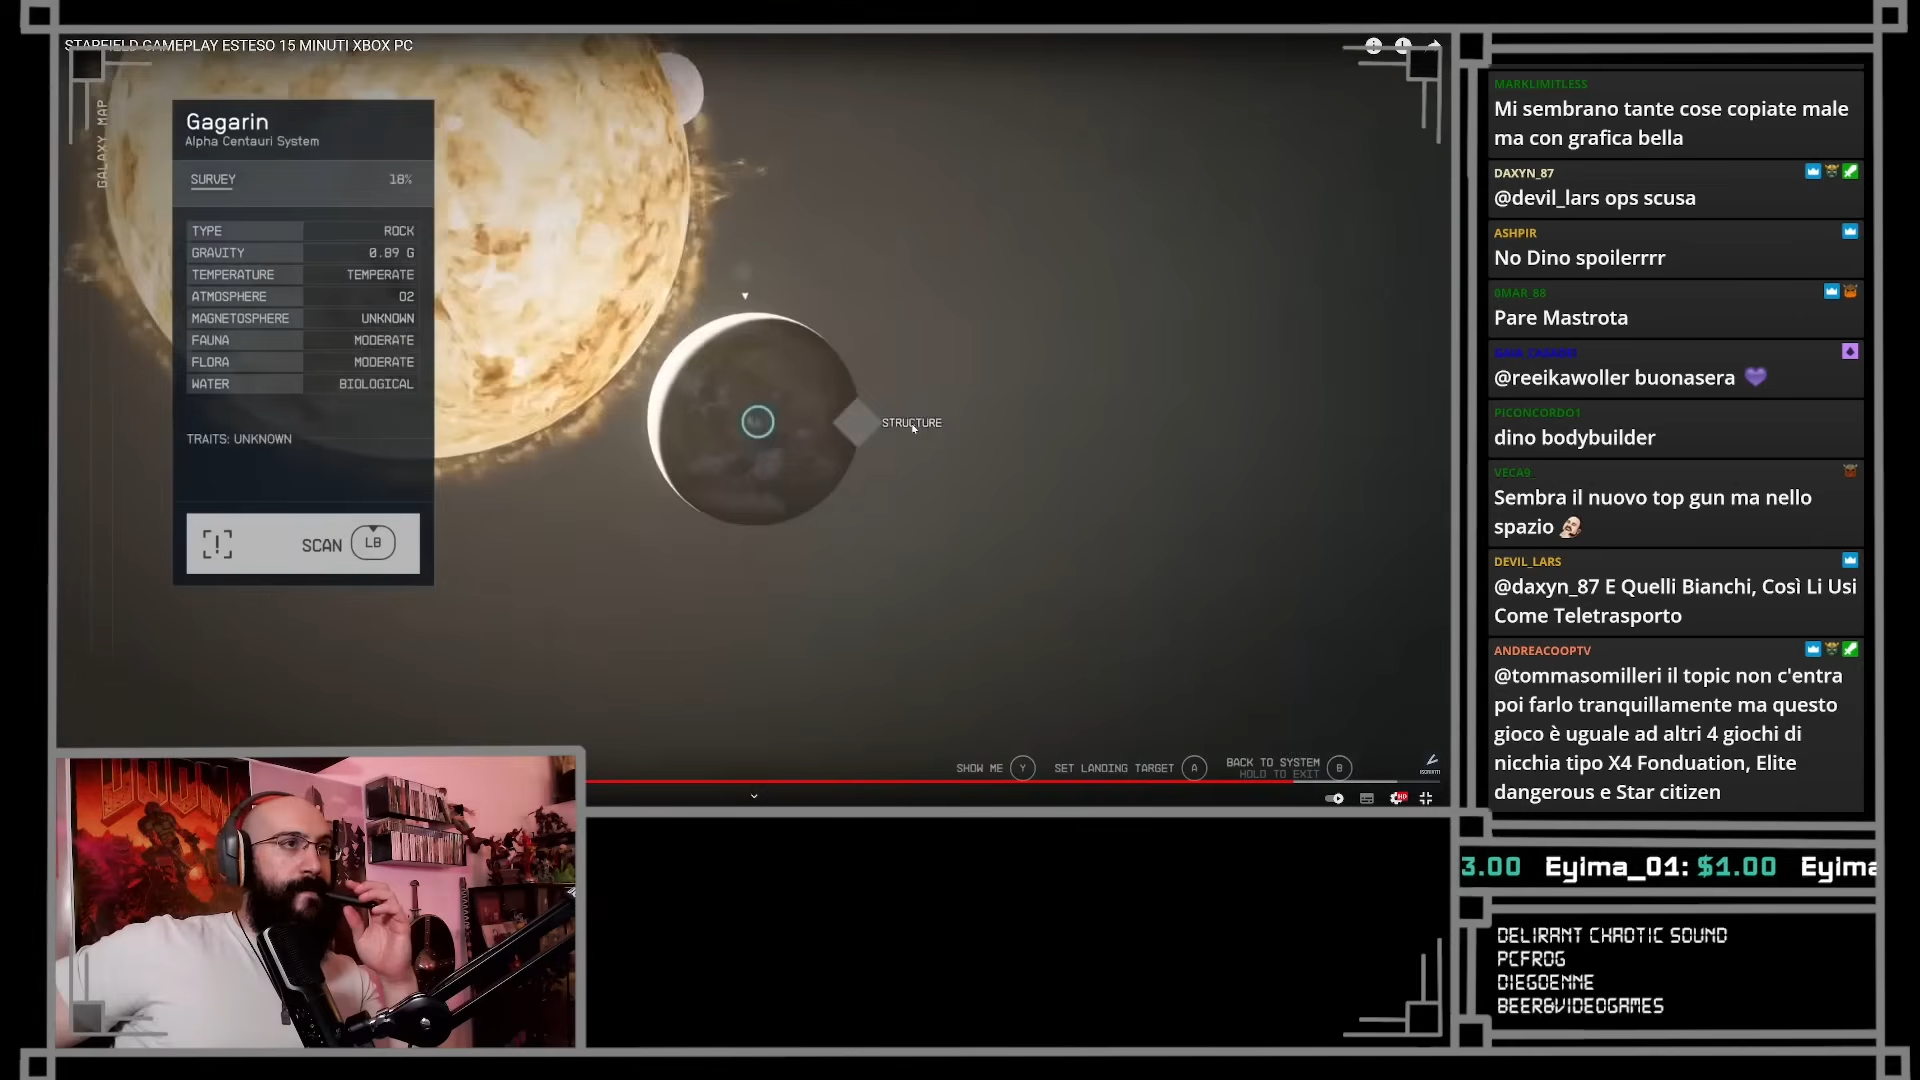 STARFIELD GAMEPLAY ESTESO 15 MINUTI XBOX PC
GALAXY MAP
Gagarin
Alpha Centauri System
SURVEY 18%
TYPE ROCK
GRAVITY 0.89 G
TEMPERATURE TEMPERATE
ATMOSPHERE O2
MAGNETOSPHERE UNKNOWN
FAUNA MODERATE
FLORA MODERATE
WATER BIOLOGICAL
TRAITS: UNKNOWN
SCAN LB
STRUCTURE
SHOW ME Y SET LANDING TARGET A BACK TO SYSTEM B
HOLD TO EXIT
ISCRIVITI
HD
DOOM
MARKLIMITLESS
Mi sembrano tante cose copiate male
ma con grafica bella
DAXYN_87
@devil_lars ops scusa
ASHPIR
No Dino spoilerrrr
0MAR_88
Pare Mastrota
@reeikawoller buonasera 💜
PICONCORDO1
dino bodybuilder
VECA9_
Sembra il nuovo top gun ma nello
spazio
DEVIL_LARS
@daxyn_87 E Quelli Bianchi, Così Li Usi
Come Teletrasporto
ANDREACOOPTV
@tommasomilleri il topic non c'entra
poi farlo tranquillamente ma questo
gioco è uguale ad altri 4 giochi di
nicchia tipo X4 Fonduation, Elite
dangerous e Star citizen
3.00 Eyima_01: $1.00 Eyima
DELIRANT CHAOTIC SOUND
PCFROG
DIEGOENNE
BEER&VIDEOGAMES